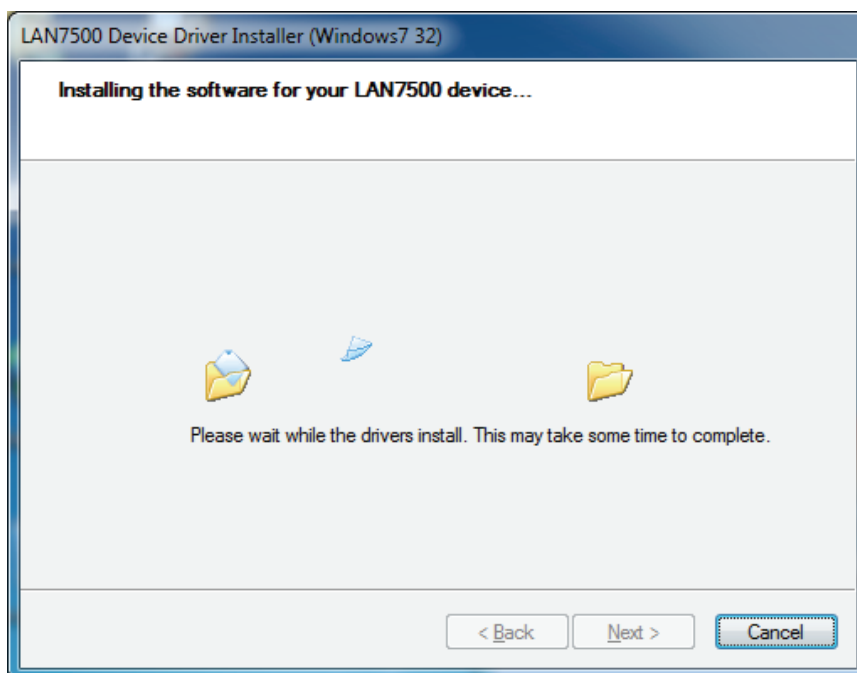 LAN7500 Device Driver Installer (Windows7 32)
Installing the software for your LAN7500 device...
Please wait while the drivers install. This may take some time to complete.
< Back
Next >
Cancel